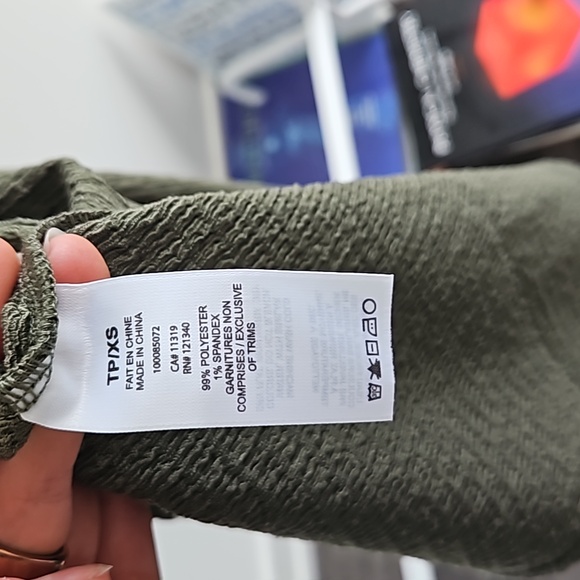 TP/XS
FAIT EN CHINE
MADE IN CHINA
100085072
CA# 11319
RN# 121340
99% POLYESTER
1% SPANDEX
GARNITURES NON
COMPRISES / EXCLUSIVE
OF TRIMS